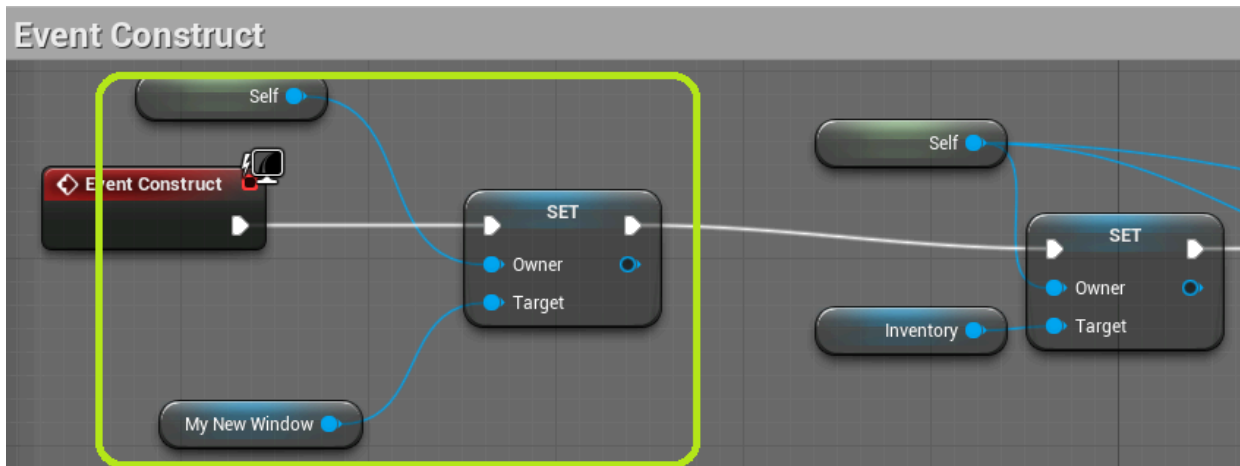 Event Construct
Self
Self
Event Construct
SET
SET
Owner
Owner
Target
Inventory
Target
My New Window